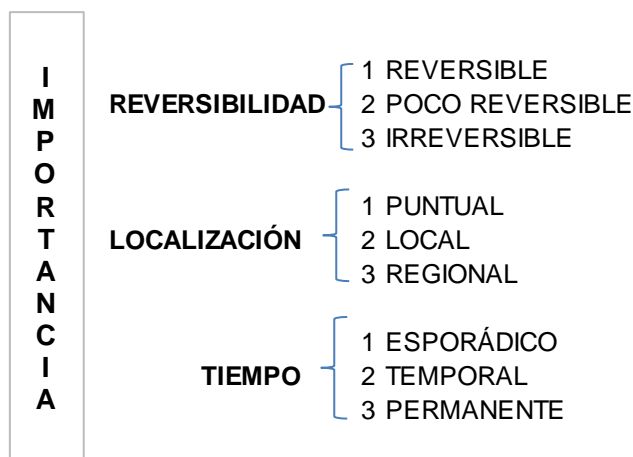 IMPORTANCIA
REVERSIBILIDAD
1 REVERSIBLE
2 POCO REVERSIBLE
3 IRREVERSIBLE
LOCALIZACIÓN
1 PUNTUAL
2 LOCAL
3 REGIONAL
TIEMPO
1 ESPORÁDICO
2 TEMPORAL
3 PERMANENTE